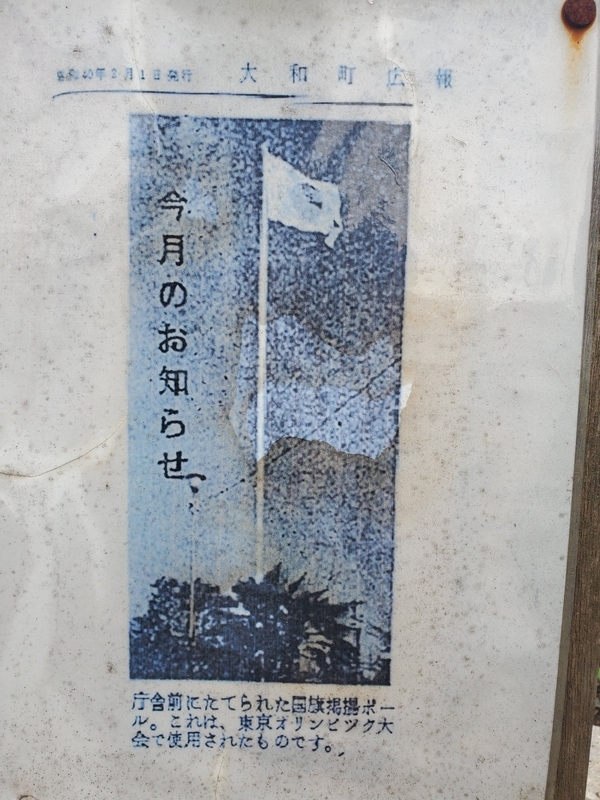 昭和40年2月1日発行 大和町広報
今月のお知らせ
庁舎前にたてられた国旗掲揚ポー
ル。これは、東京オリンピック大
会で使用されたものです。